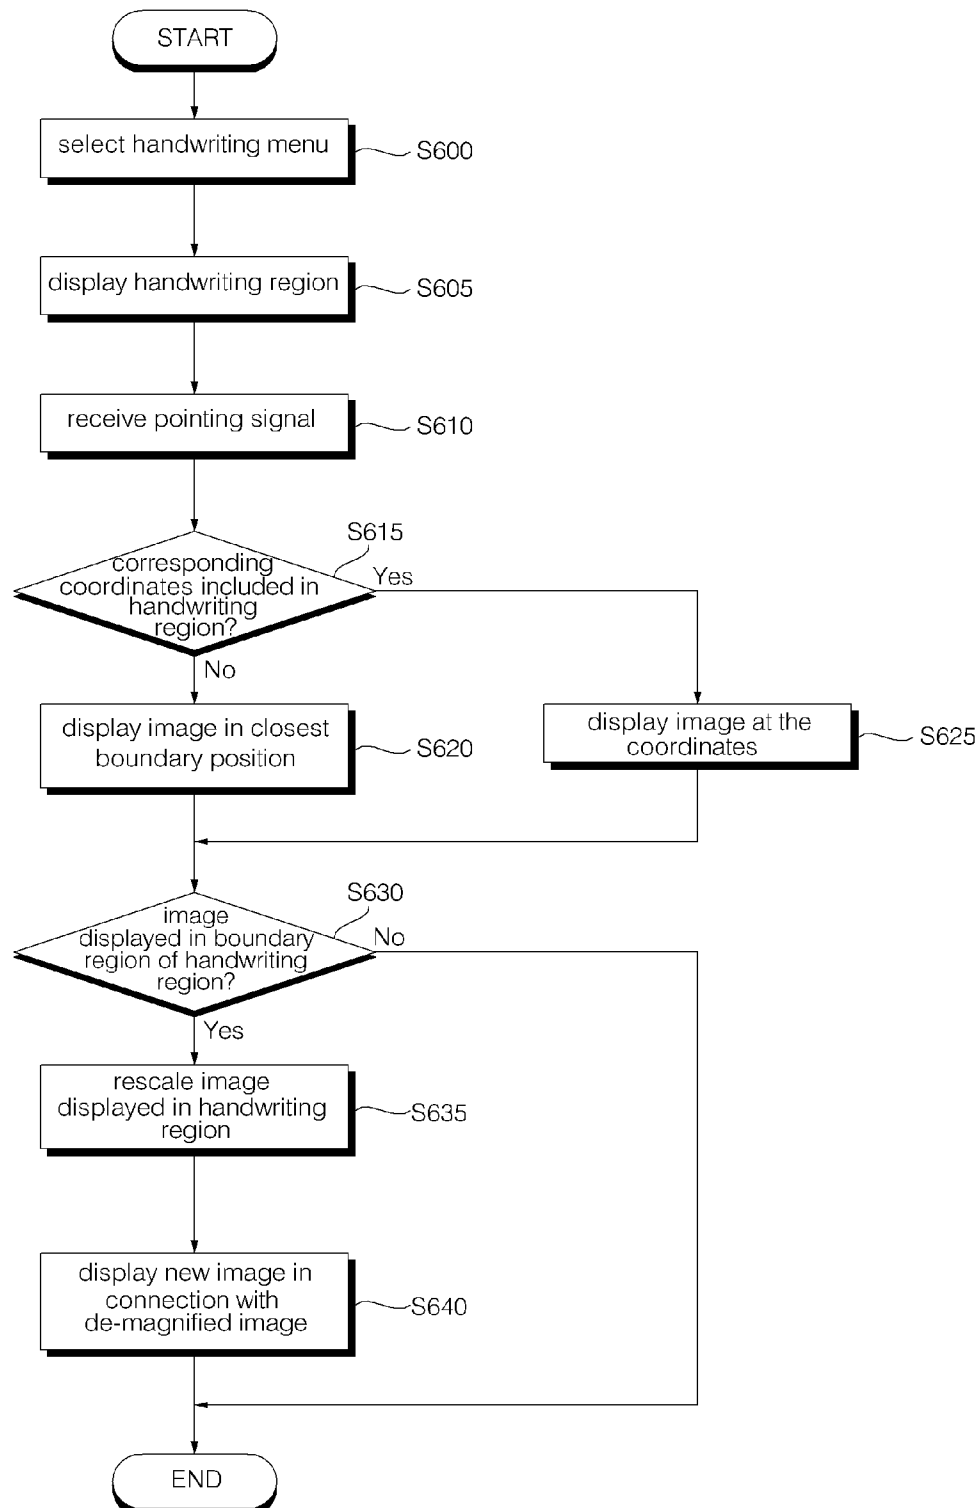 START
select handwriting menu
S600
display handwriting region
S605
receive pointing signal
S610
S615
corresponding
coordinates included in
handwriting
region?
Yes
No
display image in closest
boundary position
S620
display image at the
coordinates
S625
S630
image
displayed in boundary
region of handwriting
region?
No
Yes
rescale image
displayed in handwriting
region
S635
display new image in
connection with
de-magnified image
S640
END